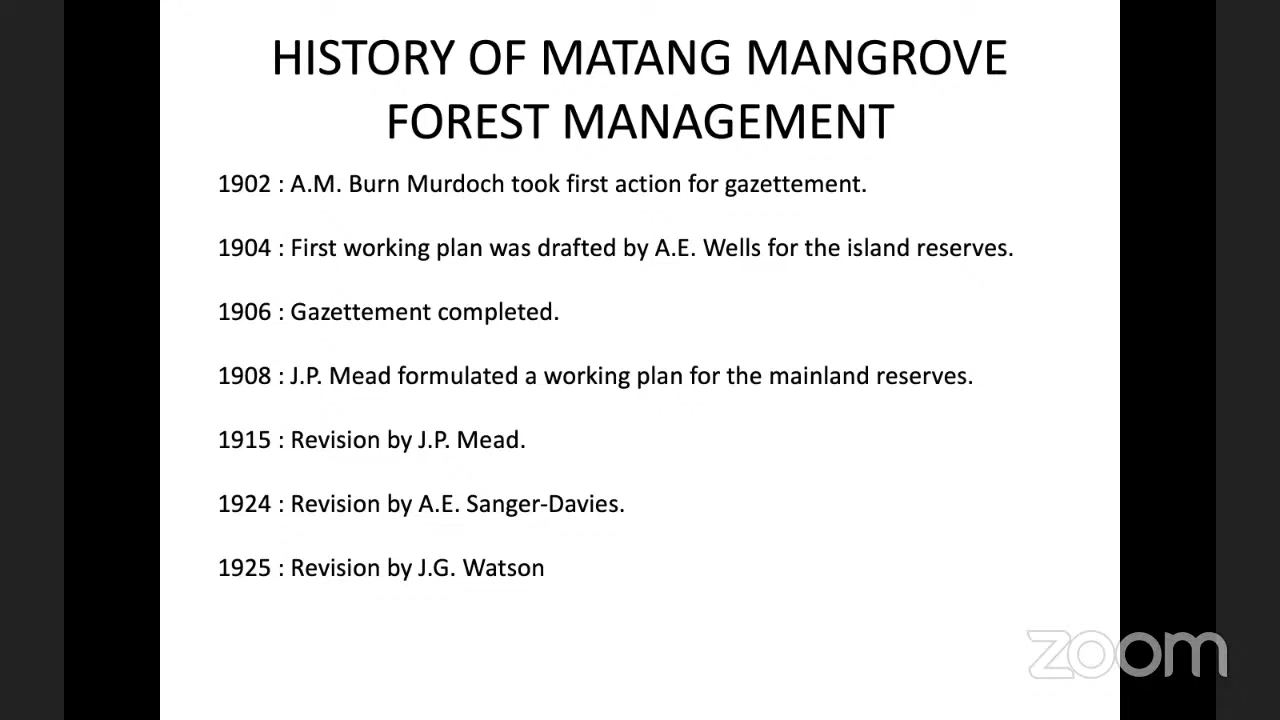 HISTORY OF MATANG MANGROVE
FOREST MANAGEMENT
1902 : A.M. Burn Murdoch took first action for gazettement.
1904 : First working plan was drafted by A.E. Wells for the island reserves.
1906 : Gazettement completed.
1908 : J.P. Mead formulated a working plan for the mainland reserves.
1915 : Revision by J.P. Mead.
1924 : Revision by A.E. Sanger-Davies.
1925 : Revision by J.G. Watson
zoom